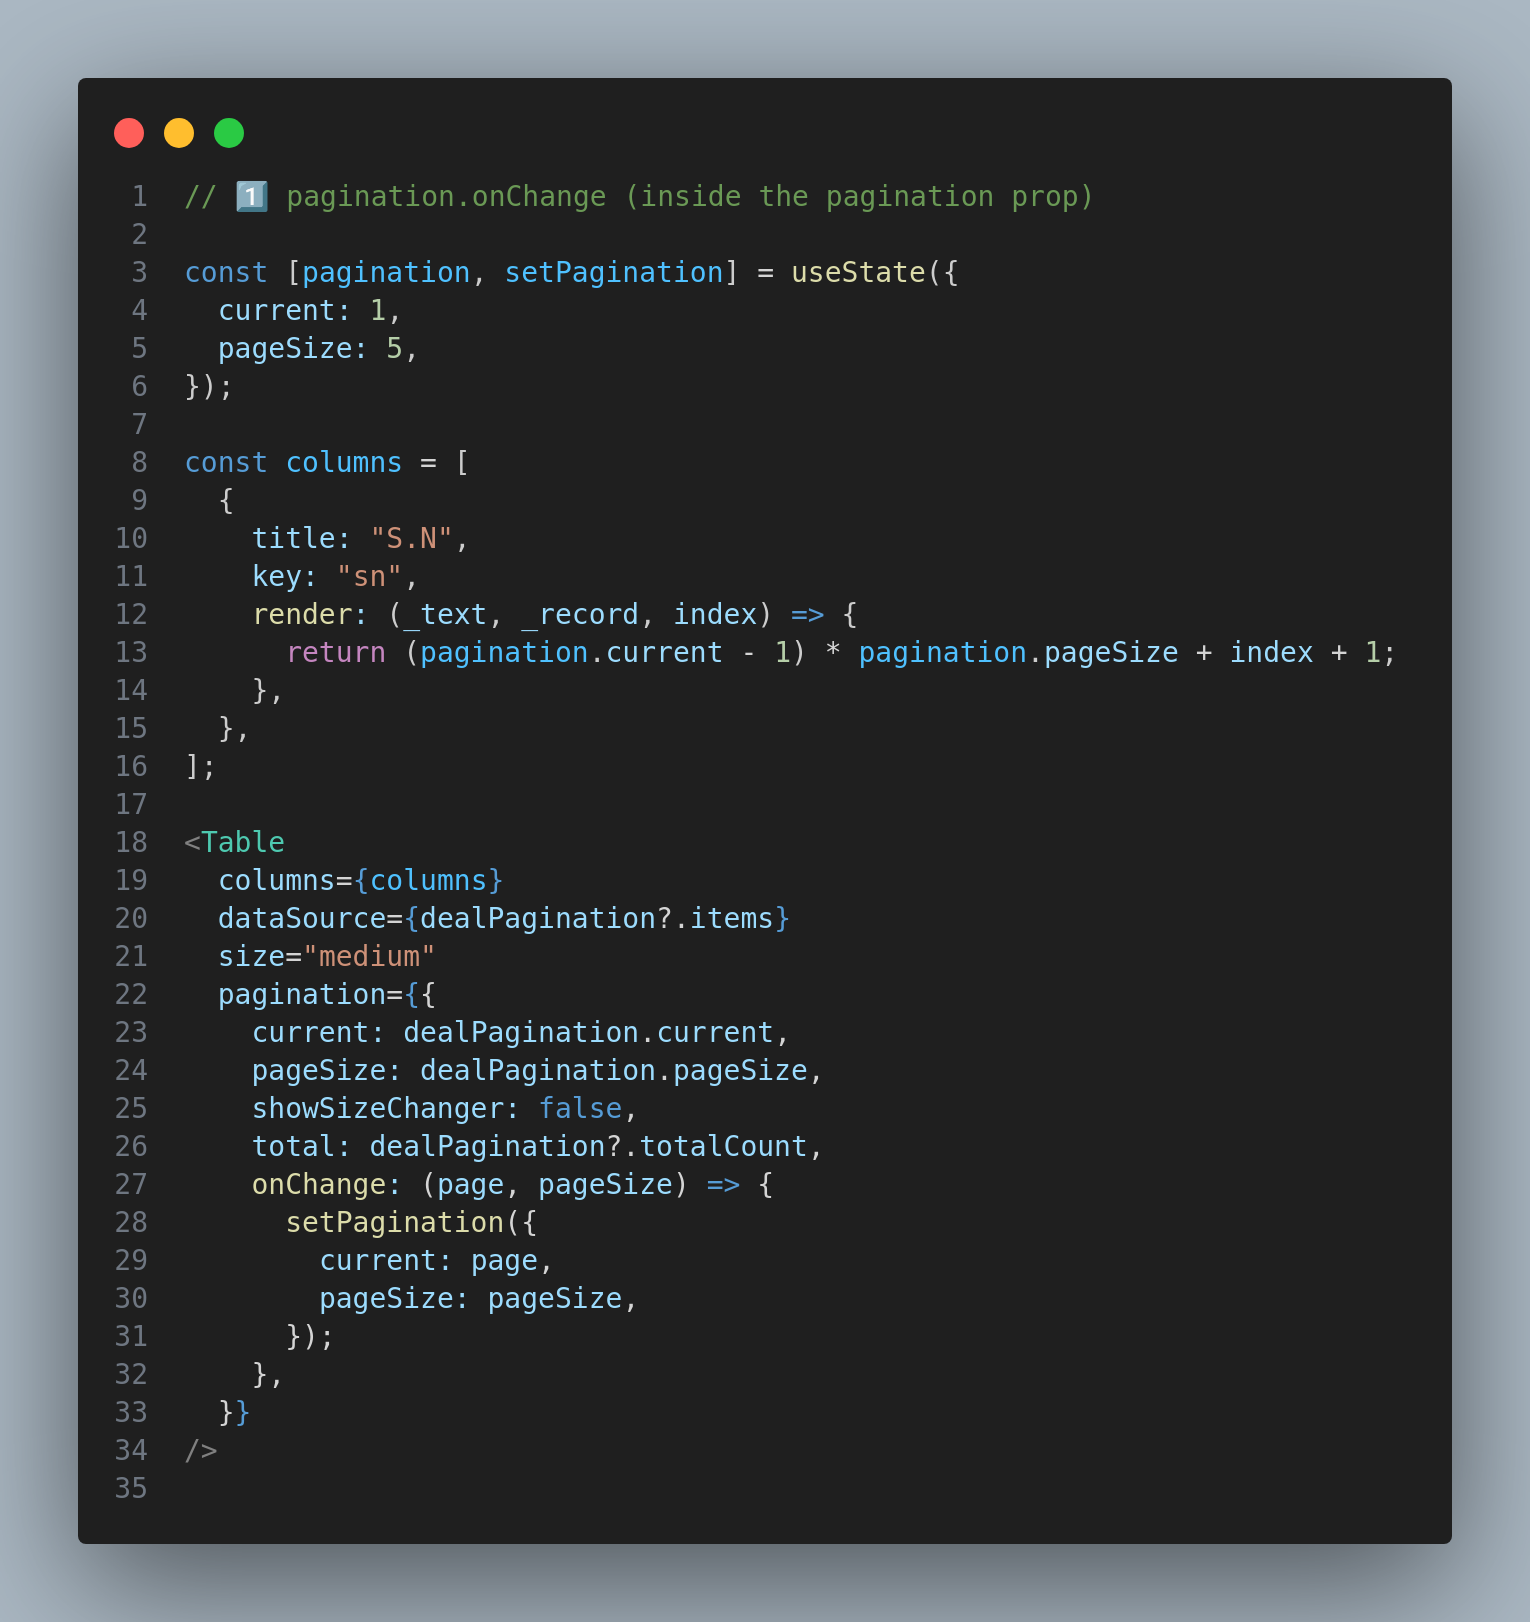 1 // 1️⃣ pagination.onChange (inside the pagination prop)
2
3 const [pagination, setPagination] = useState({
4   current: 1,
5   pageSize: 5,
6 });
7
8 const columns = [
9   {
10     title: "S.N",
11     key: "sn",
12     render: (_text, _record, index) => {
13       return (pagination.current - 1) * pagination.pageSize + index + 1;
14     },
15   },
16 ];
17
18 <Table
19   columns={columns}
20   dataSource={dealPagination?.items}
21   size="medium"
22   pagination={{
23     current: dealPagination.current,
24     pageSize: dealPagination.pageSize,
25     showSizeChanger: false,
26     total: dealPagination?.totalCount,
27     onChange: (page, pageSize) => {
28       setPagination({
29         current: page,
30         pageSize: pageSize,
31       });
32     },
33   }}
34 />
35